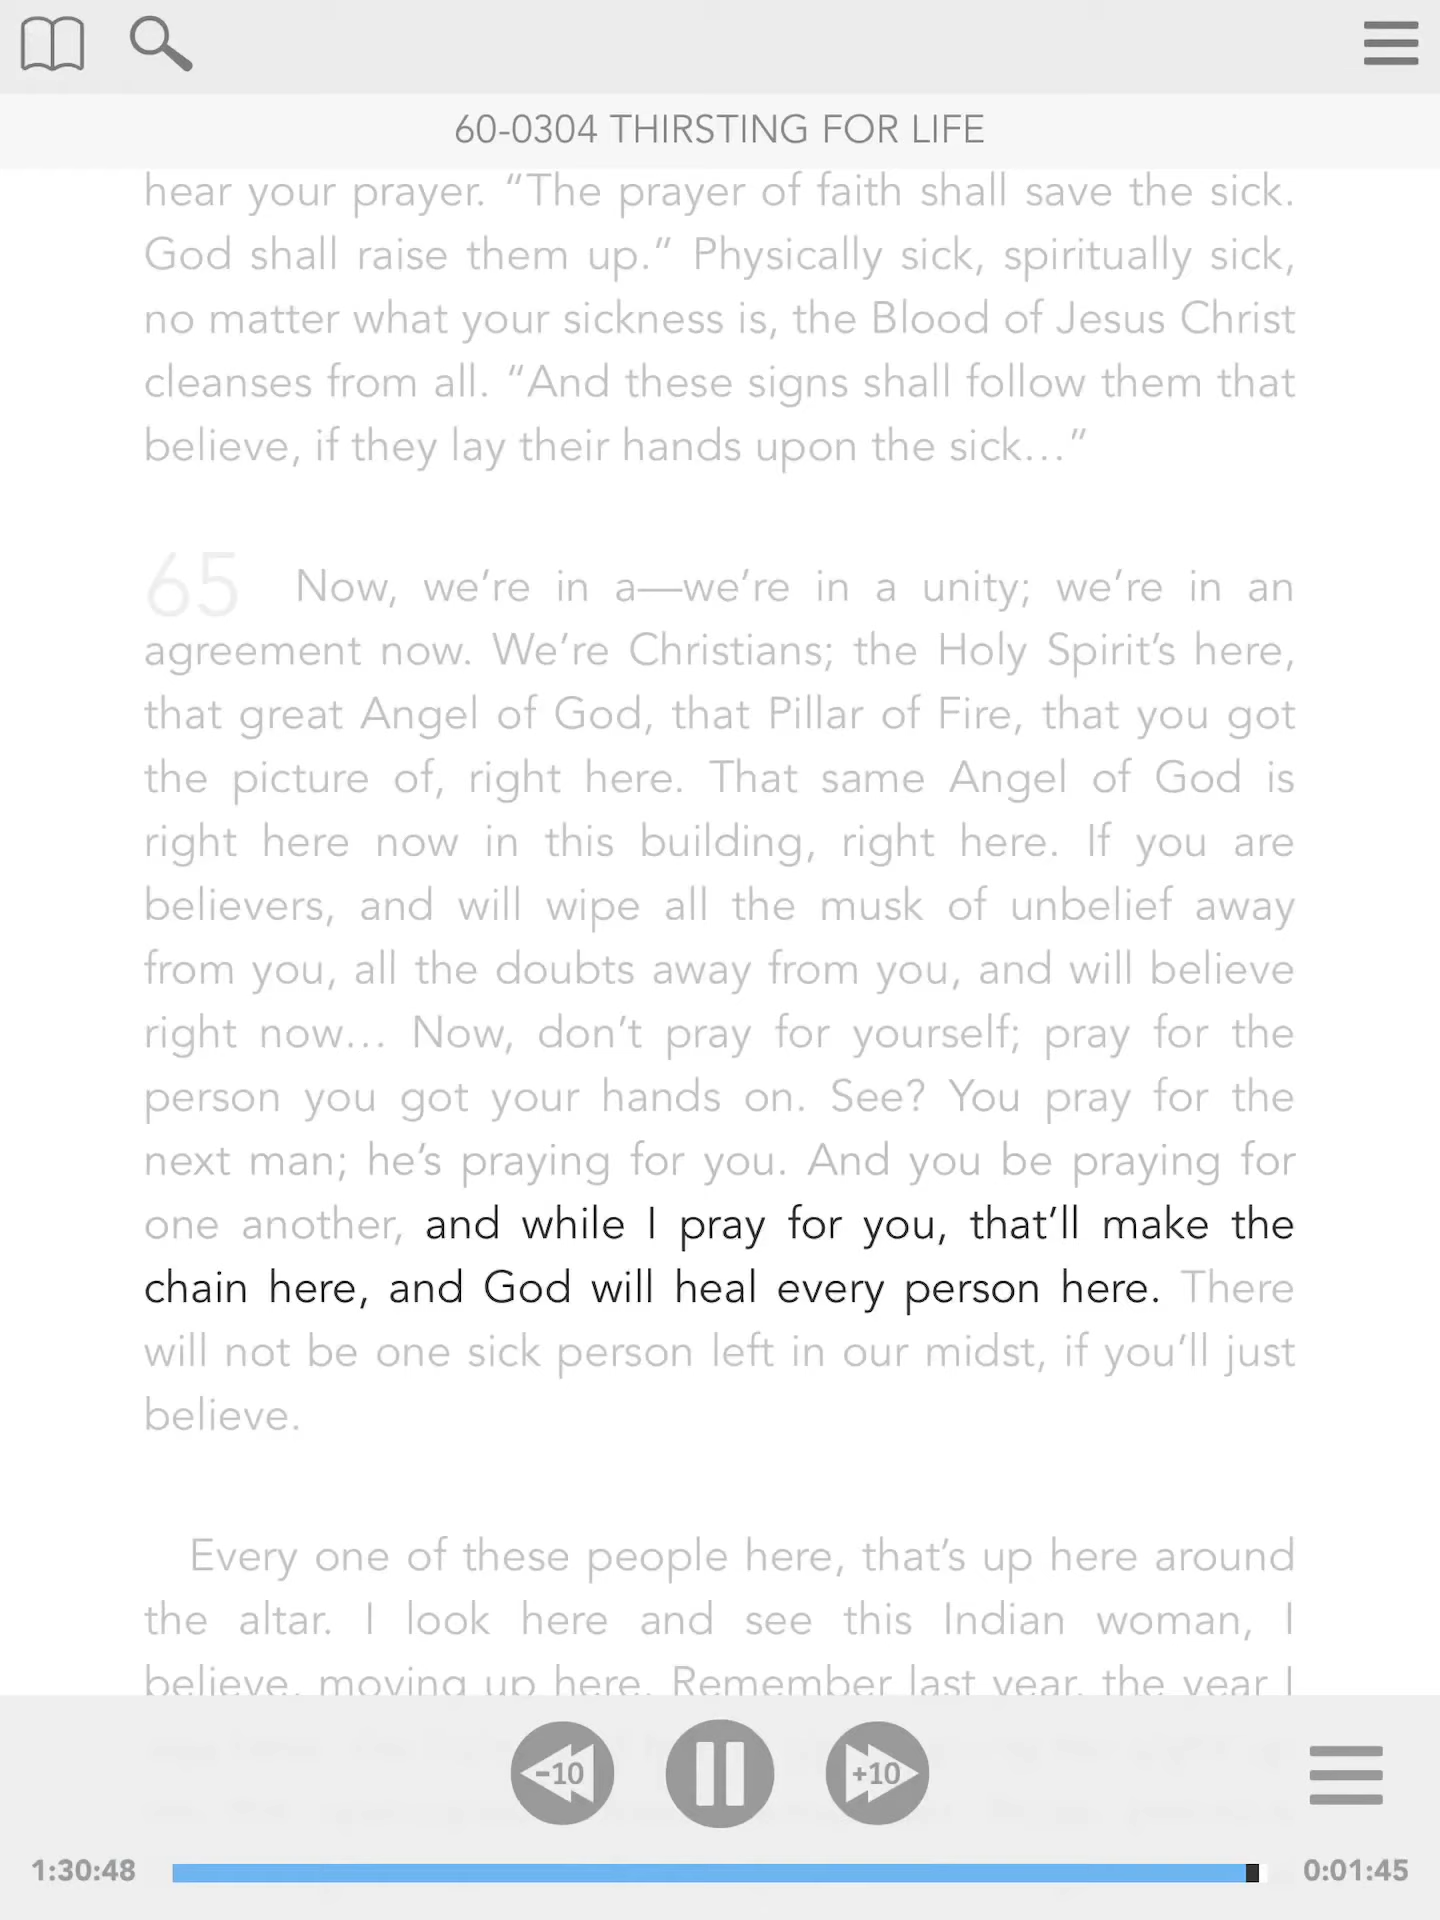 60-0304 THIRSTING FOR LIFE
hear your prayer. “The prayer of faith shall save the sick.
God shall raise them up.” Physically sick, spiritually sick,
no matter what your sickness is, the Blood of Jesus Christ
cleanses from all. “And these signs shall follow them that
believe, if they lay their hands upon the sick…”
65 Now, we’re in a—we’re in a unity; we’re in an
agreement now. We’re Christians; the Holy Spirit’s here,
that great Angel of God, that Pillar of Fire, that you got
the picture of, right here. That same Angel of God is
right here now in this building, right here. If you are
believers, and will wipe all the musk of unbelief away
from you, all the doubts away from you, and will believe
right now… Now, don’t pray for yourself; pray for the
person you got your hands on. See? You pray for the
next man; he’s praying for you. And you be praying for
one another, and while I pray for you, that’ll make the
chain here, and God will heal every person here. There
will not be one sick person left in our midst, if you’ll just
believe.
Every one of these people here, that’s up here around
the altar. I look here and see this Indian woman, I
believe, moving up here. Remember last year, the year I
-10 +10
1:30:48 0:01:45